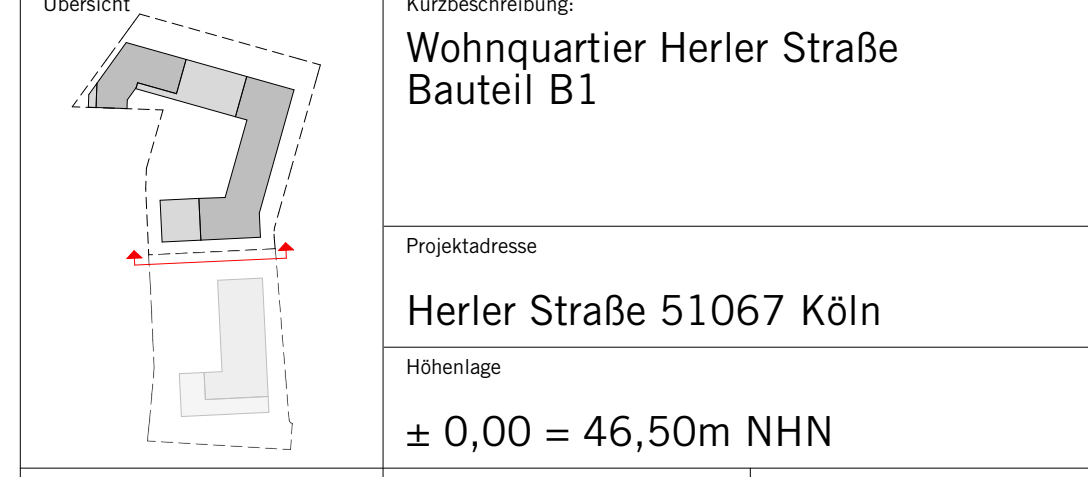 Übersicht
Kurzbeschreibung:
Wohnquartier Herler Straße
Bauteil B1
Projektadresse
Herler Straße 51067 Köln
Höhenlage
± 0,00 = 46,50m NHN